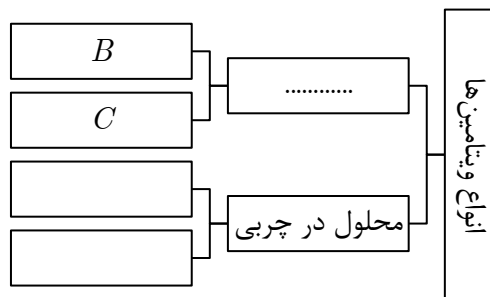 انواع ویتامین‌ها
............
B
C
محلول در چربی